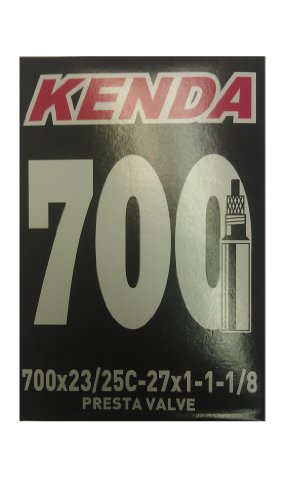 KENDA
700
700x23/25C-27x1-1-1/8
PRESTA VALVE